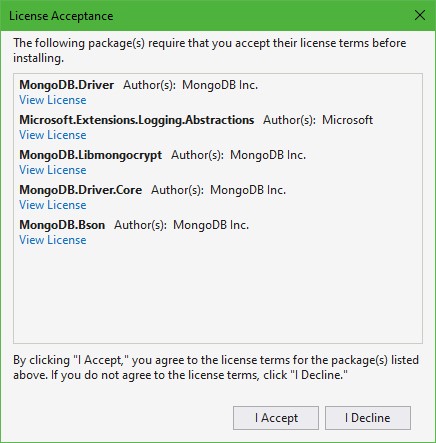 License Acceptance
The following package(s) require that you accept their license terms before
installing.
MongoDB.Driver Author(s): MongoDB Inc.
View License
Microsoft.Extensions.Logging.Abstractions Author(s): Microsoft
View License
MongoDB.Libmongocrypt Author(s): MongoDB Inc.
View License
MongoDB.Driver.Core Author(s): MongoDB Inc.
View License
MongoDB.Bson Author(s): MongoDB Inc.
View License
By clicking "I Accept," you agree to the license terms for the package(s) listed
above. If you do not agree to the license terms, click "I Decline."
I Accept I Decline